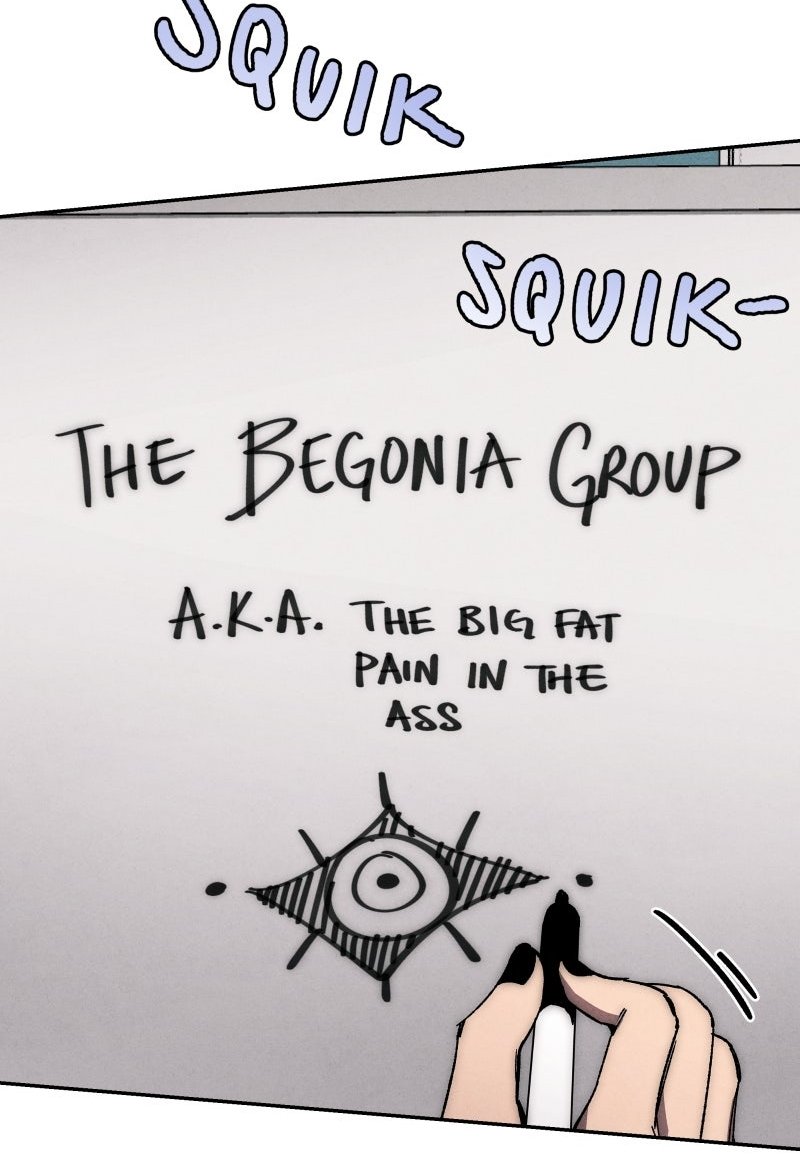 SQUIK
SQUIK-
THE BEGONIA GROUP
A.K.A. THE BIG FAT
PAIN IN THE
ASS